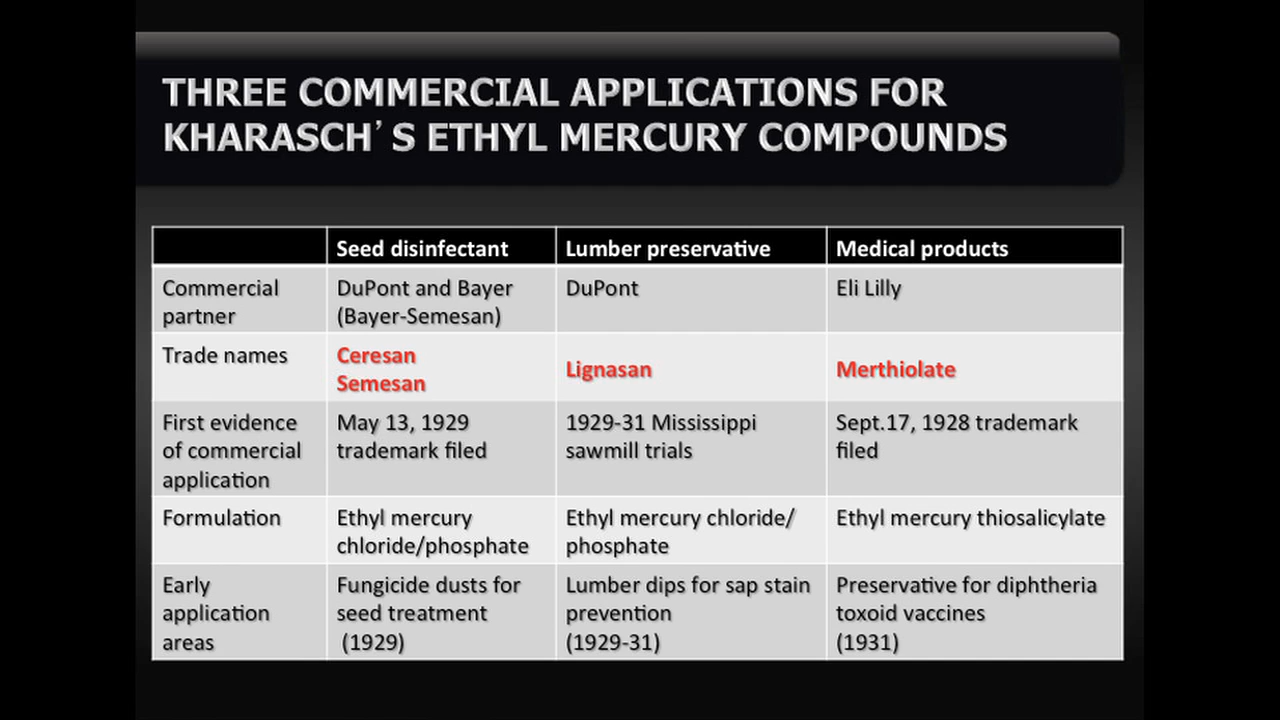 THREE COMMERCIAL APPLICATIONS FOR
KHARASCH'S ETHYL MERCURY COMPOUNDS
Seed disinfectant
Lumber preservative
Medical products
Commercial
partner
DuPont and Bayer
(Bayer-Semesan)
DuPont
Eli Lilly
Trade names
Ceresan
Semesan
Lignasan
Merthiolate
First evidence
of commercial
application
May 13, 1929
trademark filed
1929-31 Mississippi
sawmill trials
Sept.17, 1928 trademark
filed
Formulation
Ethyl mercury
chloride/phosphate
Ethyl mercury chloride/
phosphate
Ethyl mercury thiosalicylate
Early
application
areas
Fungicide dusts for
seed treatment
(1929)
Lumber dips for sap stain
prevention
(1929-31)
Preservative for diphtheria
toxoid vaccines
(1931)